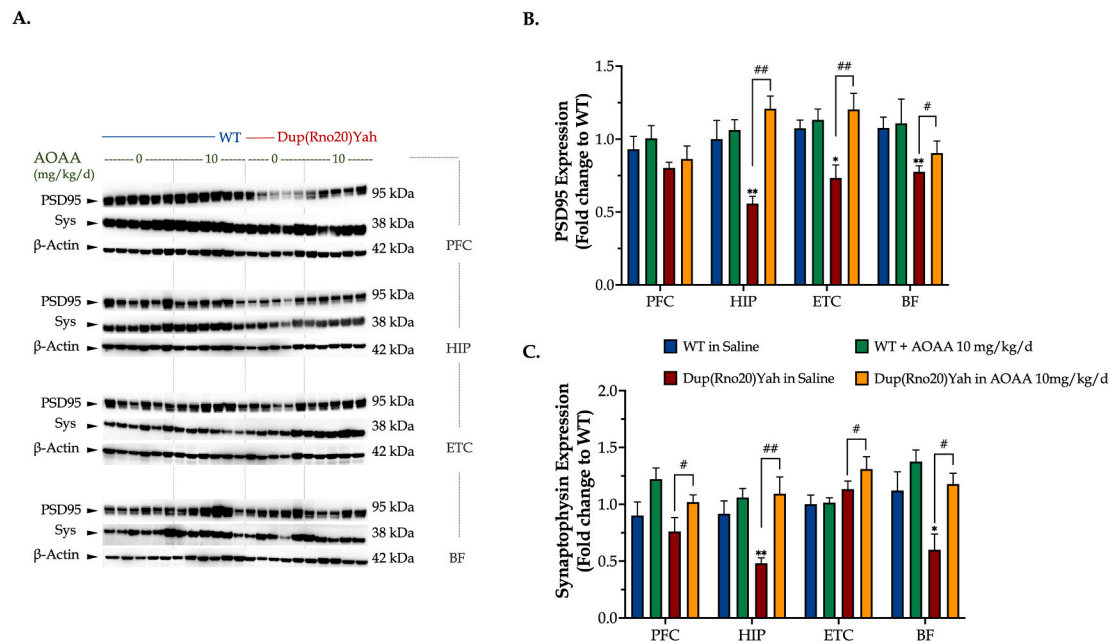 A.
WT Dup(Rno20)Yah
AOAA ------0------ ------10------ ------0------ ------10------
(mg/kg/d)
PSD95 95 kDa
Sys 38 kDa
β-Actin 42 kDa
PFC
PSD95 95 kDa
Sys 38 kDa
β-Actin 42 kDa
HIP
PSD95 95 kDa
Sys 38 kDa
β-Actin 42 kDa
ETC
PSD95 95 kDa
Sys 38 kDa
β-Actin 42 kDa
BF
B.
PSD95 Expression
(Fold change to WT)
1.5
1.0
0.5
0.0
** ## * ## ** #
PFC HIP ETC BF
WT in Saline WT + AOAA 10 mg/kg/d
Dup(Rno20)Yah in Saline Dup(Rno20)Yah in AOAA 10mg/kg/d
C.
Synaptophysin Expression
(Fold change to WT)
2.0
1.5
1.0
0.5
0.0
# ** ## # * #
PFC HIP ETC BF